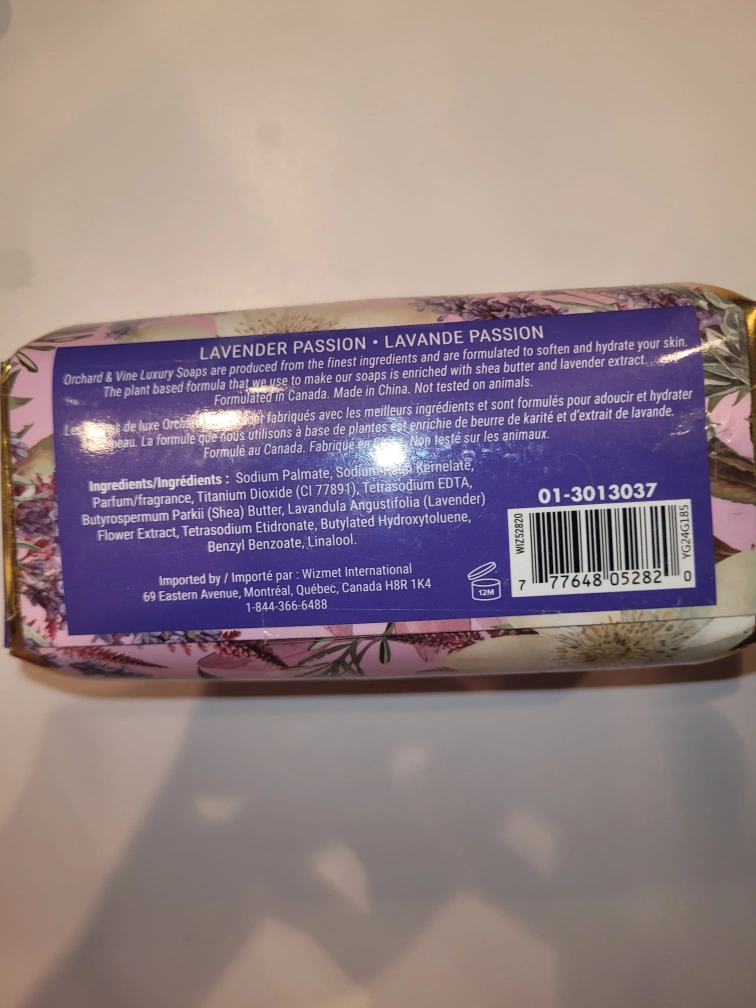 LAVENDER PASSION • LAVANDE PASSION
Orchard & Vine Luxury Soaps are produced from the finest ingredients and are formulated to soften and hydrate your skin.
The plant based formula that we use to make our soaps is enriched with shea butter and lavender extract.
Formulated in Canada. Made in China. Not tested on animals.
de luxe fabriqués avec les meilleurs ingrédients et sont formulés pour adoucir et hydrater
La formule que nous utilisons à base de plantes est enrichie de beurre de karité et d'extrait de lavande.
Formulé au Canada. Fabriqué en Non testé sur les animaux.
Ingredients/Ingrédients : Sodium Palmate, Sodium Kernelate,
Parfum/fragrance, Titanium Dioxide (CI 77891), Tetrasodium EDTA,
Butyrospermum Parkii (Shea) Butter, Lavandula Angustifolia (Lavender)
Flower Extract, Tetrasodium Etidronate, Butylated Hydroxytoluene,
Benzyl Benzoate, Linalool.
Imported by / Importé par : Wizmet International
69 Eastern Avenue, Montréal, Québec, Canada H8R 1K4
1-844-366-6488
12M
01-3013037
WIZ52820
7 77648 05282 0
YG24G185